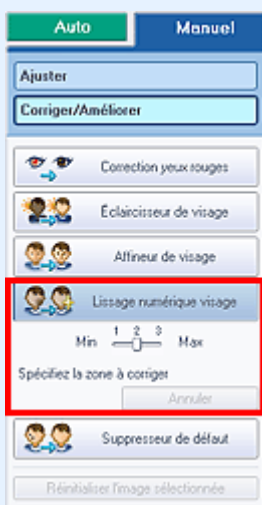 Auto Manuel
Ajuster
Corriger/Améliorer
Correction yeux rouges
Éclaircisseur de visage
Affineur de visage
Lissage numérique visage
1 2 3
Min Max
Spécifiez la zone à corriger
Annuler
Suppresseur de défaut
Réinitialiser l'image sélectionnée